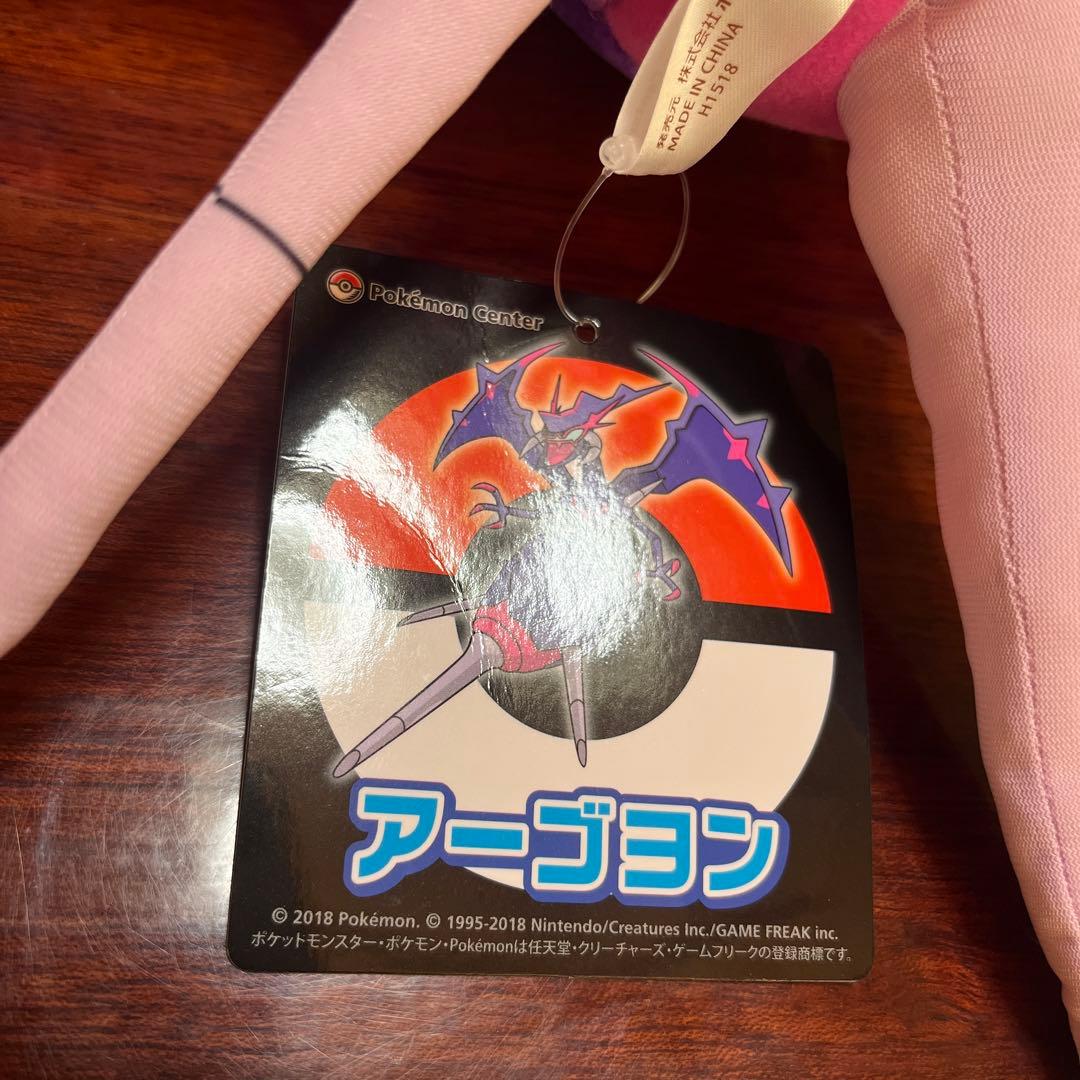 発売元 株式会社ポ
MADE IN CHINA
H1518
Pokémon Center
アーゴヨン
© 2018 Pokémon. © 1995-2018 Nintendo/Creatures Inc./GAME FREAK inc.
ポケットモンスター・ポケモン・Pokémonは任天堂・クリーチャーズ・ゲームフリークの登録商標です。